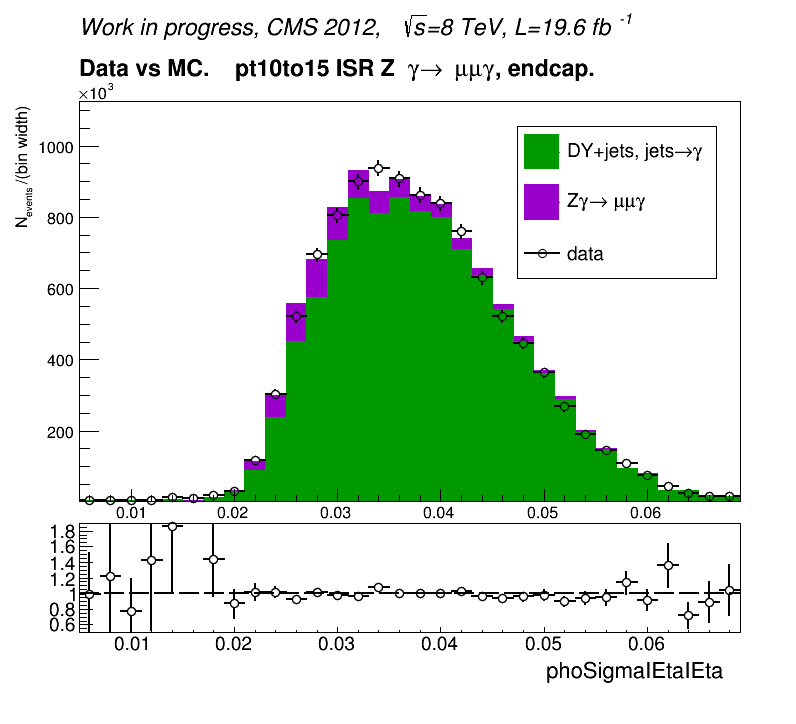 Work in progress, CMS 2012, √s=8 TeV, L=19.6 fb -1
Data vs MC. pt10to15 ISR Z γ→ μμγ, endcap.
×10³
N events /(bin width)
1000
800
600
400
200
DY+jets, jets→γ
Zγ→ μμγ
data
0.01 0.02 0.03 0.04 0.05 0.06
1.8
1.6
1.4
1.2
1
0.8
0.6
0.01 0.02 0.03 0.04 0.05 0.06
phoSigmaIEtaIEta